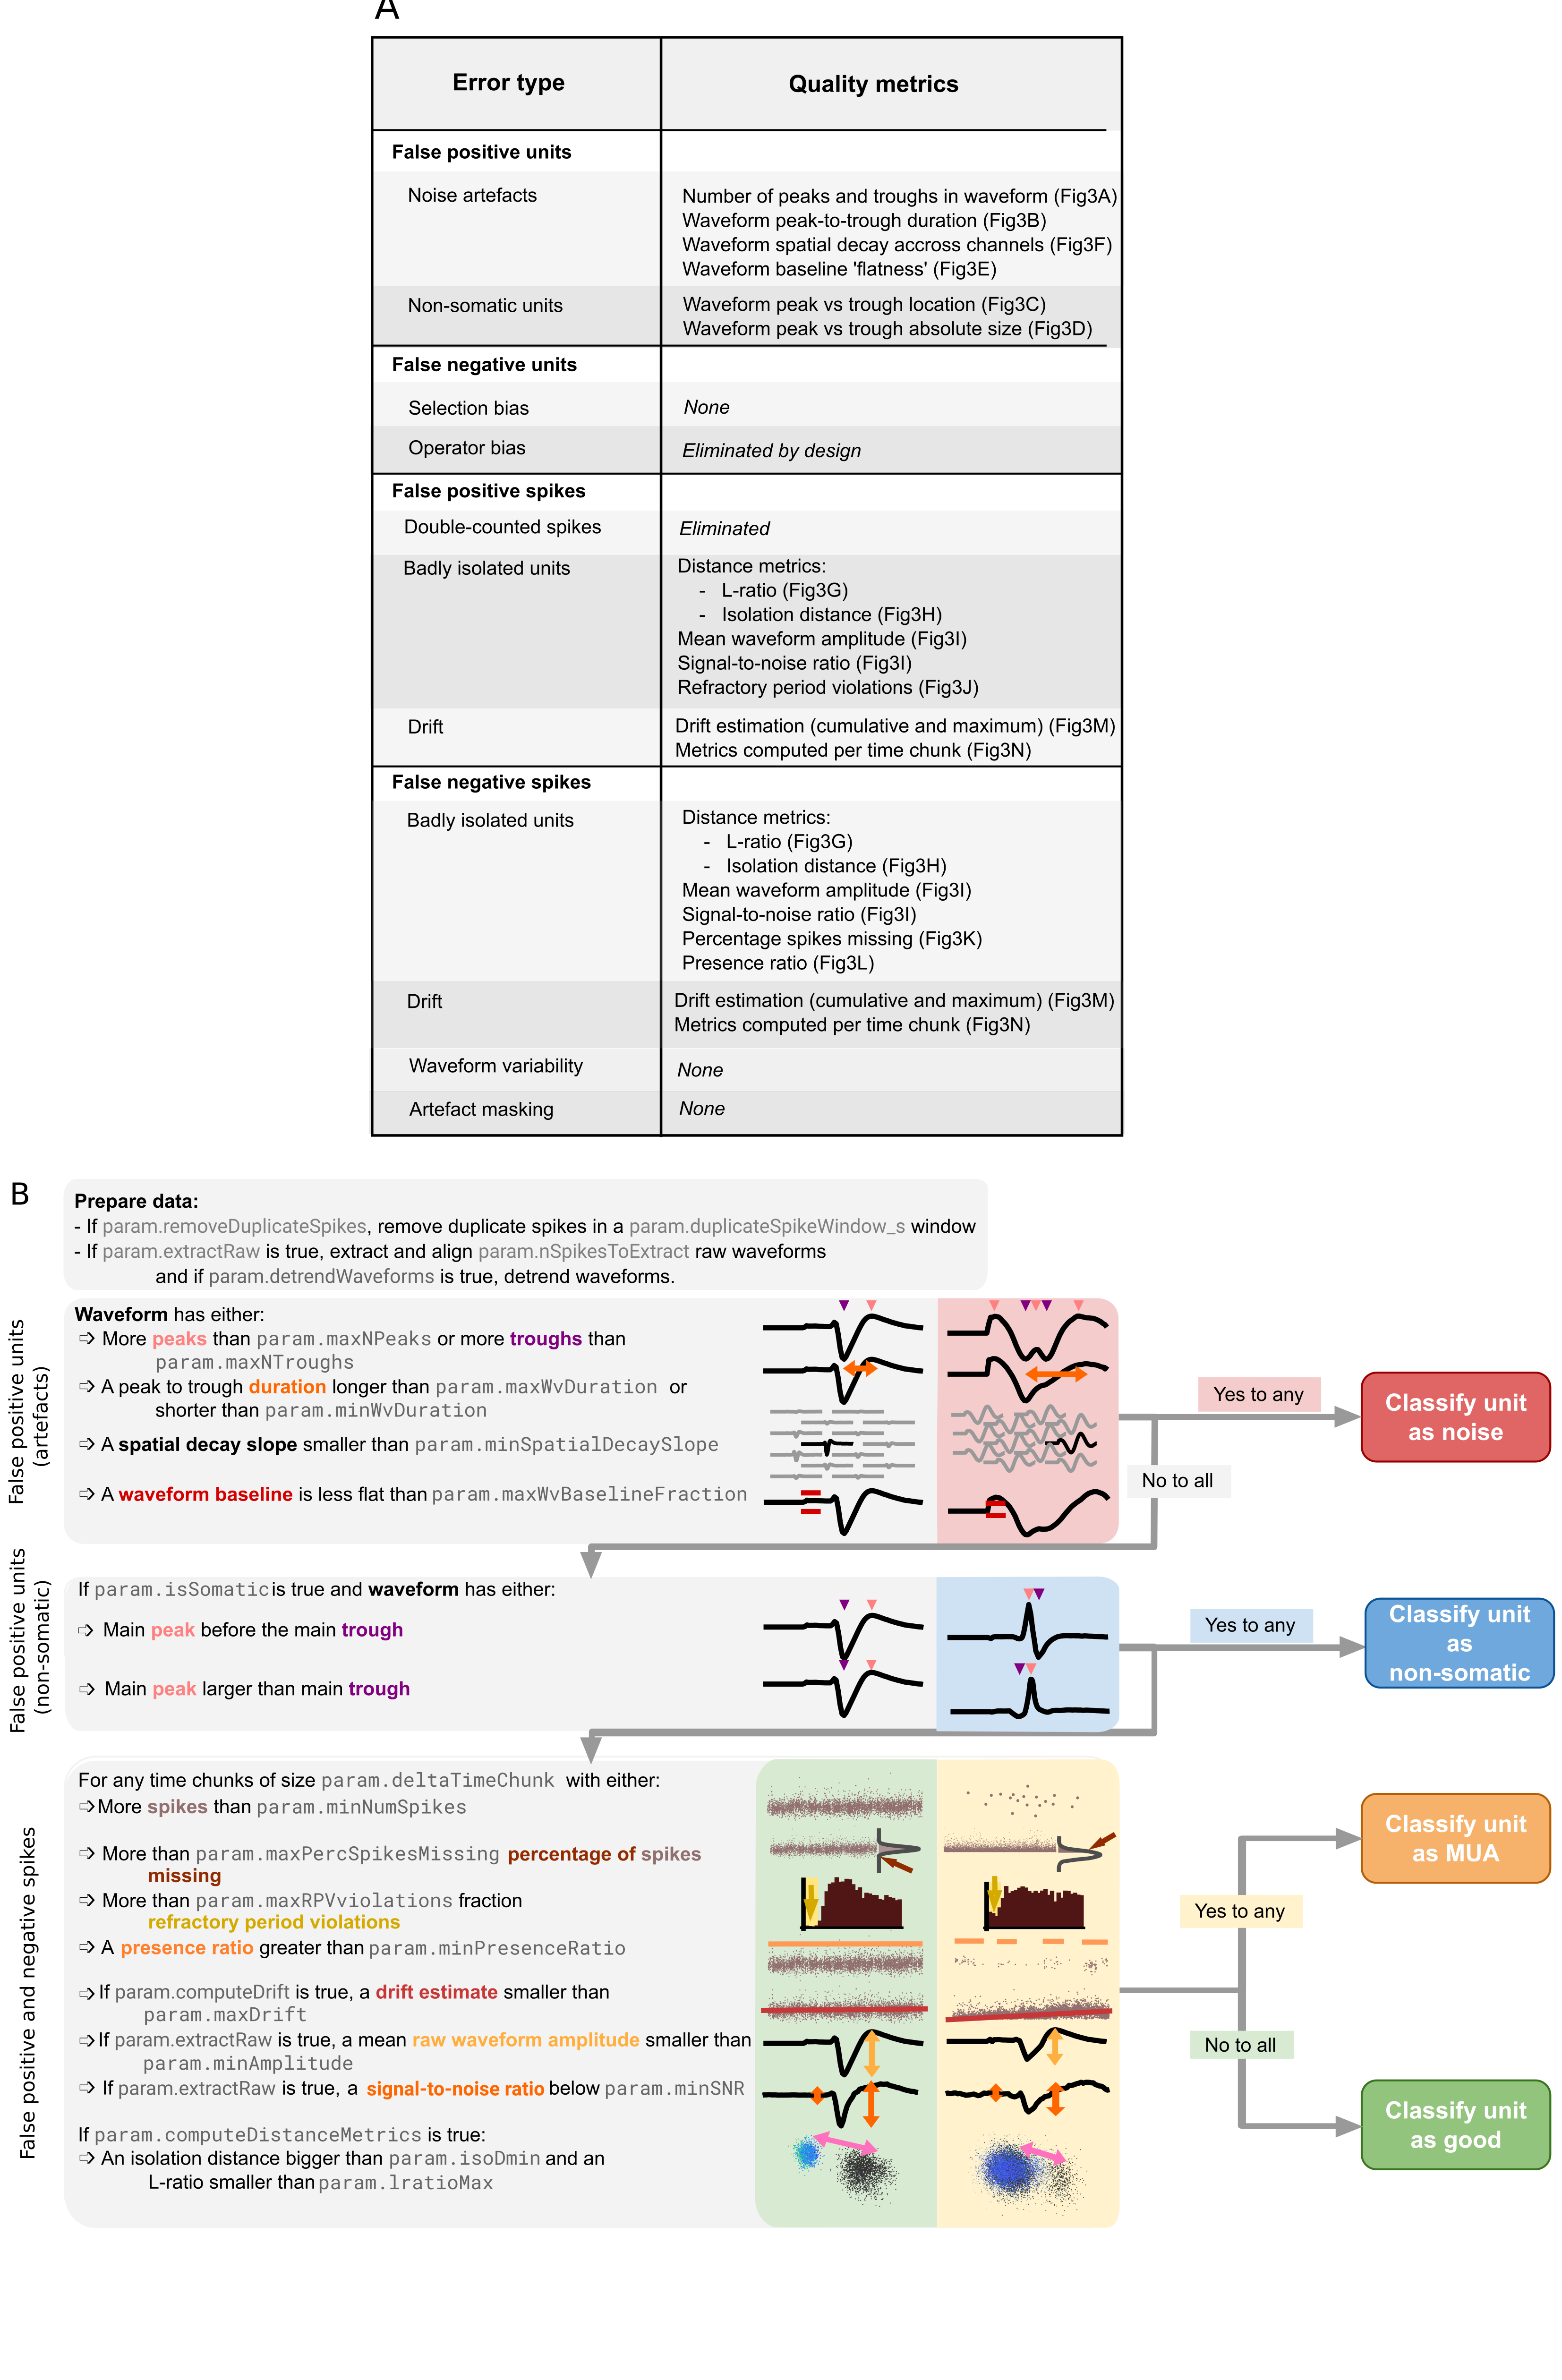 A
Error type
Quality metrics
False positive units
Noise artefacts
Number of peaks and troughs in waveform (Fig3A)
Waveform peak-to-trough duration (Fig3B)
Waveform spatial decay accross channels (Fig3F)
Waveform baseline 'flatness' (Fig3E)
Non-somatic units
Waveform peak vs trough location (Fig3C)
Waveform peak vs trough absolute size (Fig3D)
False negative units
Selection bias
None
Operator bias
Eliminated by design
False positive spikes
Double-counted spikes
Eliminated
Badly isolated units
Distance metrics:
- L-ratio (Fig3G)
- Isolation distance (Fig3H)
Mean waveform amplitude (Fig3I)
Signal-to-noise ratio (Fig3I)
Refractory period violations (Fig3J)
Drift
Drift estimation (cumulative and maximum) (Fig3M)
Metrics computed per time chunk (Fig3N)
False negative spikes
Badly isolated units
Distance metrics:
- L-ratio (Fig3G)
- Isolation distance (Fig3H)
Mean waveform amplitude (Fig3I)
Signal-to-noise ratio (Fig3I)
Percentage spikes missing (Fig3K)
Presence ratio (Fig3L)
Drift
Drift estimation (cumulative and maximum) (Fig3M)
Metrics computed per time chunk (Fig3N)
Waveform variability
None
Artefact masking
None
B
Prepare data:
- If param.removeDuplicateSpikes, remove duplicate spikes in a param.duplicateSpikeWindow_s window
- If param.extractRaw is true, extract and align param.nSpikesToExtract raw waveforms
and if param.detrendWaveforms is true, detrend waveforms.
False positive units
(artefacts)
Waveform has either:
➩ More peaks than param.maxNPeaks or more troughs than
param.maxNTroughs
➩ A peak to trough duration longer than param.maxWvDuration or
shorter than param.minWvDuration
➩ A spatial decay slope smaller than param.minSpatialDecaySlope
➩ A waveform baseline is less flat than param.maxWvBaselineFraction
Yes to any
Classify unit
as noise
No to all
False positive units
(non-somatic)
If param.isSomatic is true and waveform has either:
➩ Main peak before the main trough
➩ Main peak larger than main trough
Yes to any
Classify unit
as
non-somatic
False positive and negative spikes
For any time chunks of size param.deltaTimeChunk with either:
➩ More spikes than param.minNumSpikes
➩ More than param.maxPercSpikesMissing percentage of spikes
missing
➩ More than param.maxRPVviolations fraction
refractory period violations
➩ A presence ratio greater than param.minPresenceRatio
➩ If param.computeDrift is true, a drift estimate smaller than
param.maxDrift
➩ If param.extractRaw is true, a mean raw waveform amplitude smaller than
param.minAmplitude
➩ If param.extractRaw is true, a signal-to-noise ratio below param.minSNR
If param.computeDistanceMetrics is true:
➩ An isolation distance bigger than param.isoDmin and an
L-ratio smaller than param.lratioMax
Classify unit
as MUA
Yes to any
No to all
Classify unit
as good